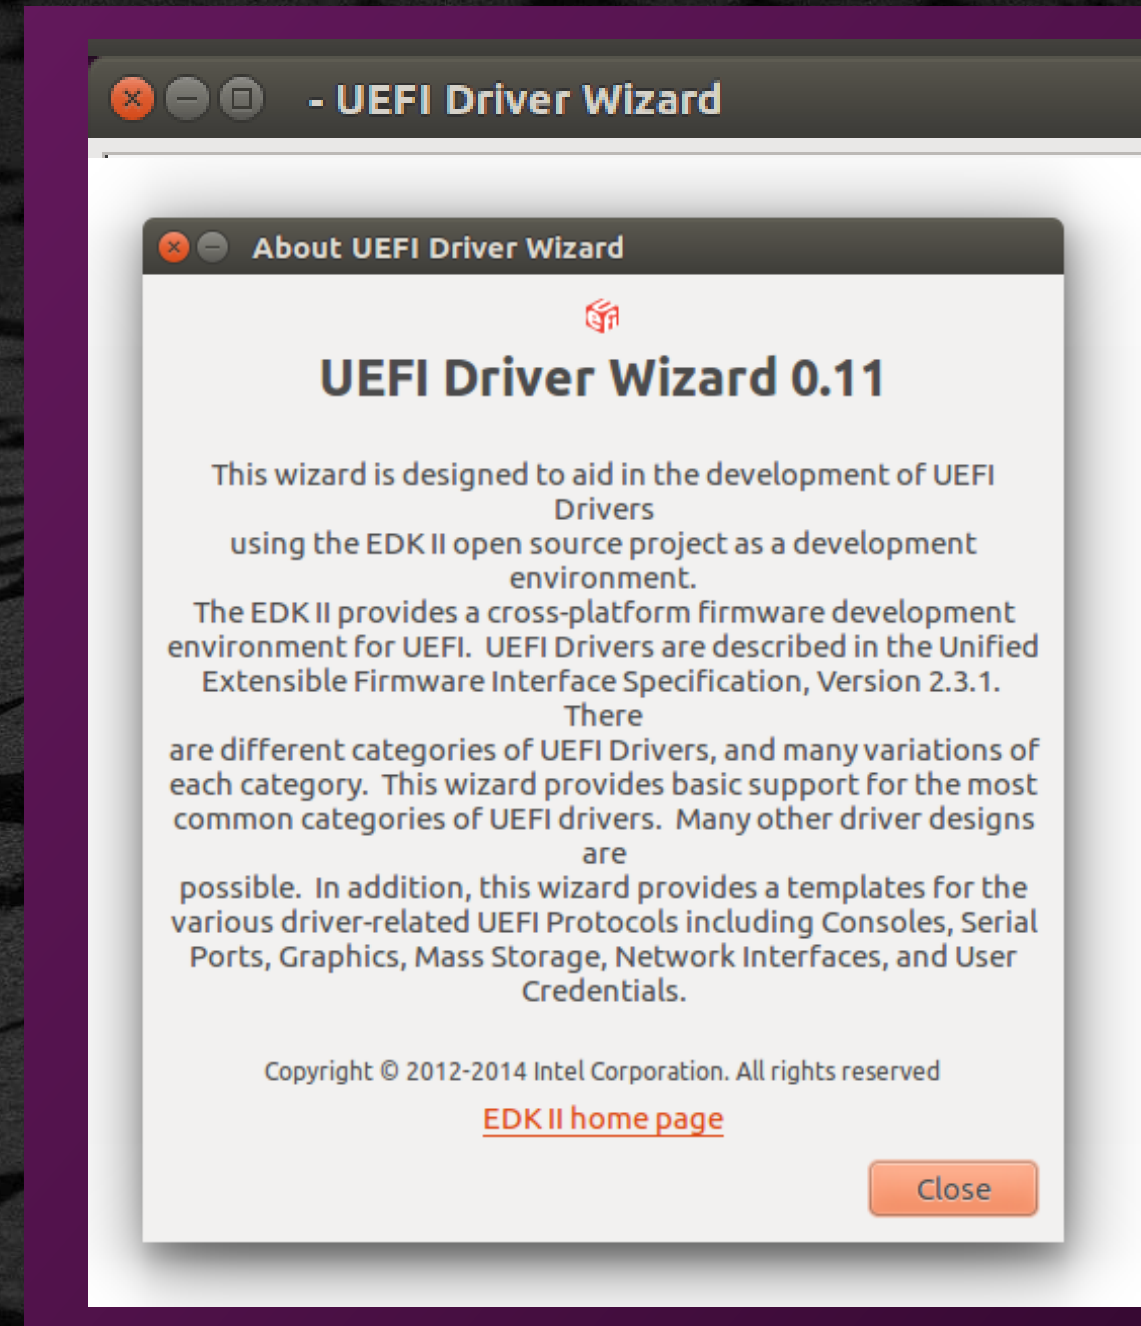 - UEFI Driver Wizard
About UEFI Driver Wizard
UEFI
UEFI Driver Wizard 0.11
This wizard is designed to aid in the development of UEFI
Drivers
using the EDK II open source project as a development
environment.
The EDK II provides a cross-platform firmware development
environment for UEFI.  UEFI Drivers are described in the Unified
Extensible Firmware Interface Specification, Version 2.3.1.
There
are different categories of UEFI Drivers, and many variations of
each category.  This wizard provides basic support for the most
common categories of UEFI drivers.  Many other driver designs
are
possible.  In addition, this wizard provides a templates for the
various driver-related UEFI Protocols including Consoles, Serial
Ports, Graphics, Mass Storage, Network Interfaces, and User
Credentials.
Copyright © 2012-2014 Intel Corporation. All rights reserved
EDK II home page
Close